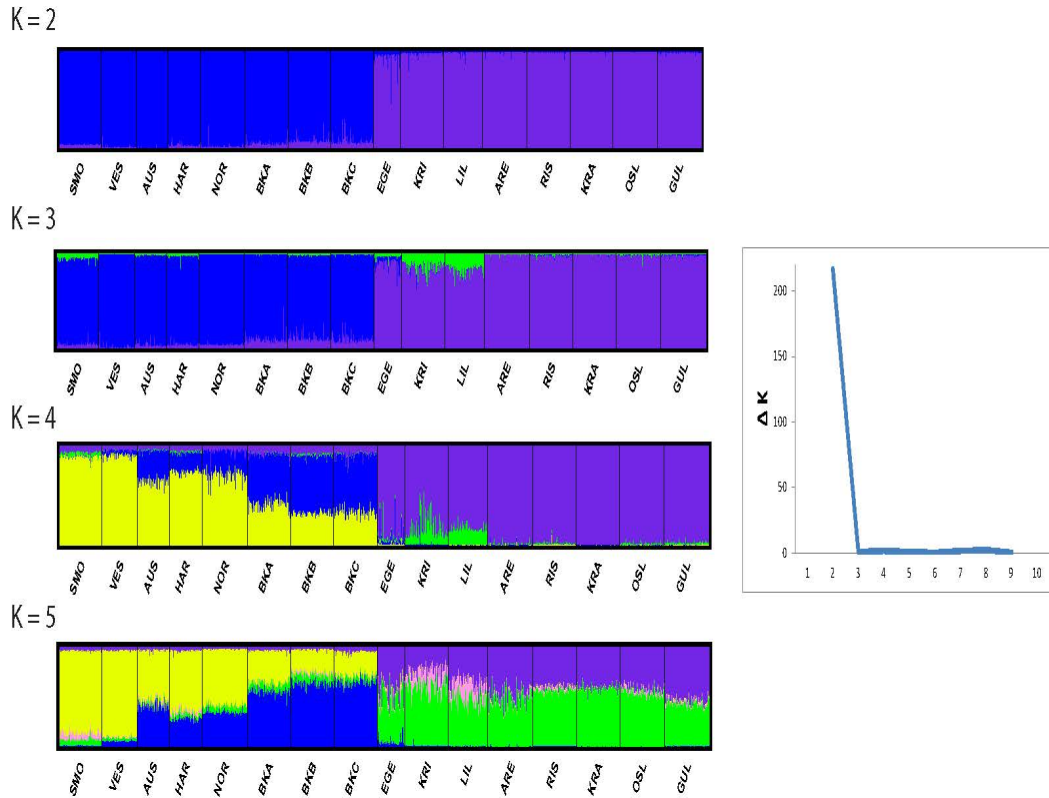 K=2
SMO VES AUS HAR NOR BKA BKB BKC EGE KRI LIL ARE RIS KRA OSL GUL
K=3
SMO VES AUS HAR NOR BKA BKB BKC EGE KRI LIL ARE RIS KRA OSL GUL
K=4
SMO VES AUS HAR NOR BKA BKB BKC EGE KRI LIL ARE RIS KRA OSL GUL
K=5
SMO VES AUS HAR NOR BKA BKB BKC EGE KRI LIL ARE RIS KRA OSL GUL
Δ K
200
150
100
50
0
1 2 3 4 5 6 7 8 9 10